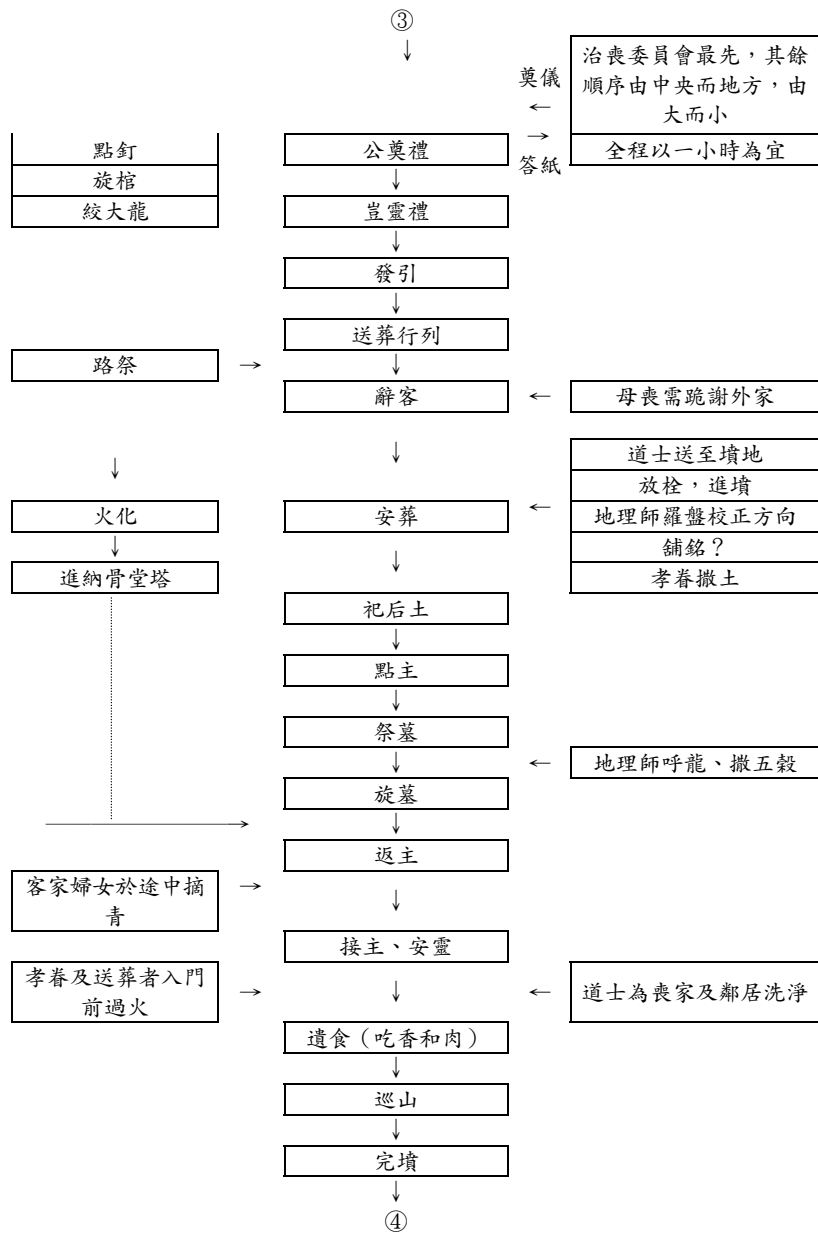 ③
↓
治喪委員會最先，其餘
順序由中央而地方，由
大而小
奠儀
←
→
答紙
點釘
公奠禮
全程以一小時為宜
旋棺
↓
絞大龍
豈靈禮
↓
發引
↓
送葬行列
路祭
→
↓
辭客
←
母喪需跪謝外家
↓
↓
道士送至墳地
放栓，進墳
火化
安葬
←
地理師羅盤校正方向
↓
舖銘？
進納骨堂塔
↓
孝眷撒土
祀后土
↓
點主
↓
祭墓
↓
←
地理師呼龍、撒五穀
旋墓
→
↓
返主
客家婦女於途中摘
青
→
↓
接主、安靈
孝眷及送葬者入門
前過火
→
↓
←
道士為喪家及鄰居洗淨
遺食（吃香和肉）
↓
巡山
↓
完墳
↓
④